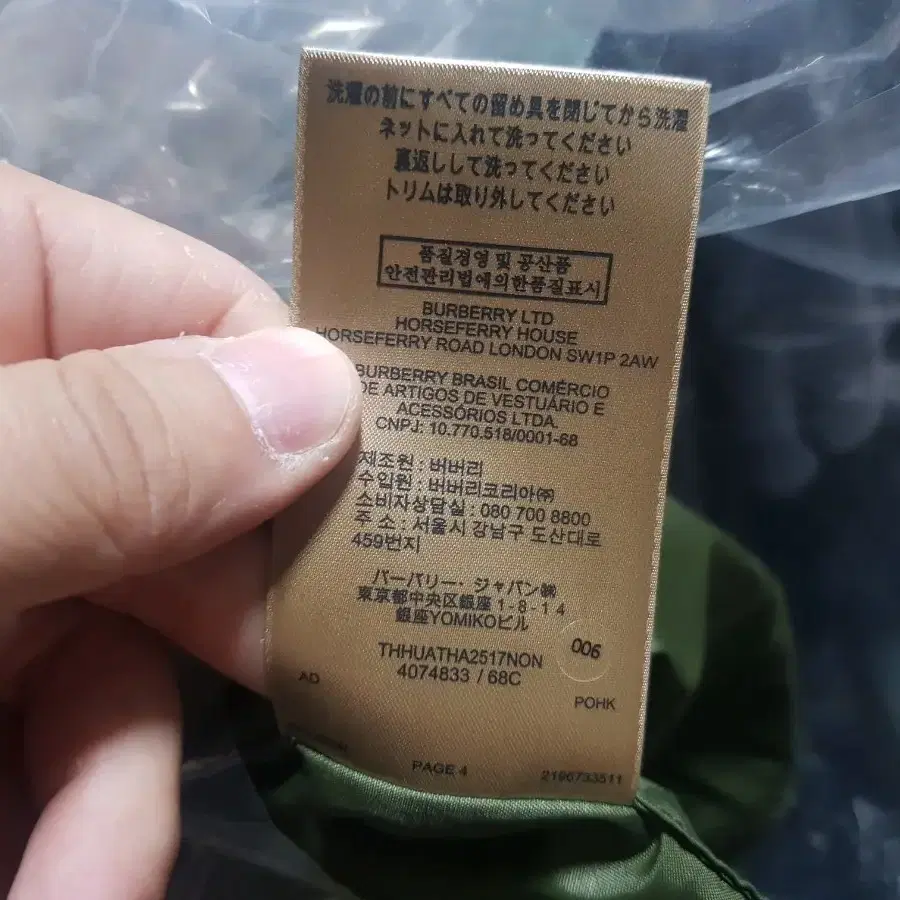 洗濯の前にすべての留め具を閉じてから洗濯
ネットに入れて洗ってください
裏返しして洗ってください
トリムは取り外してください
품질경영 및 공산품
안전관리법에의한품질표시
BURBERRY LTD
HORSEFERRY HOUSE
HORSEFERRY ROAD LONDON SW1P 2AW
BURBERRY BRASIL COMÉRCIO
DE ARTIGOS DE VESTUÁRIO E
ACESSÓRIOS LTDA.
CNPJ: 10.770.518/0001-68
제조원 : 버버리
수입원 : 버버리코리아㈜
소비자상담실 : 080 700 8800
주 소 : 서울시 강남구 도산대로
459번지
バーバリー・ジャパン㈱
東京都中央区銀座 1 - 8 - 1 4
銀座YOMIKOビル
006
THHUATHA2517NON
4074833 / 68C
AD
POHK
PAGE 4
2196733511